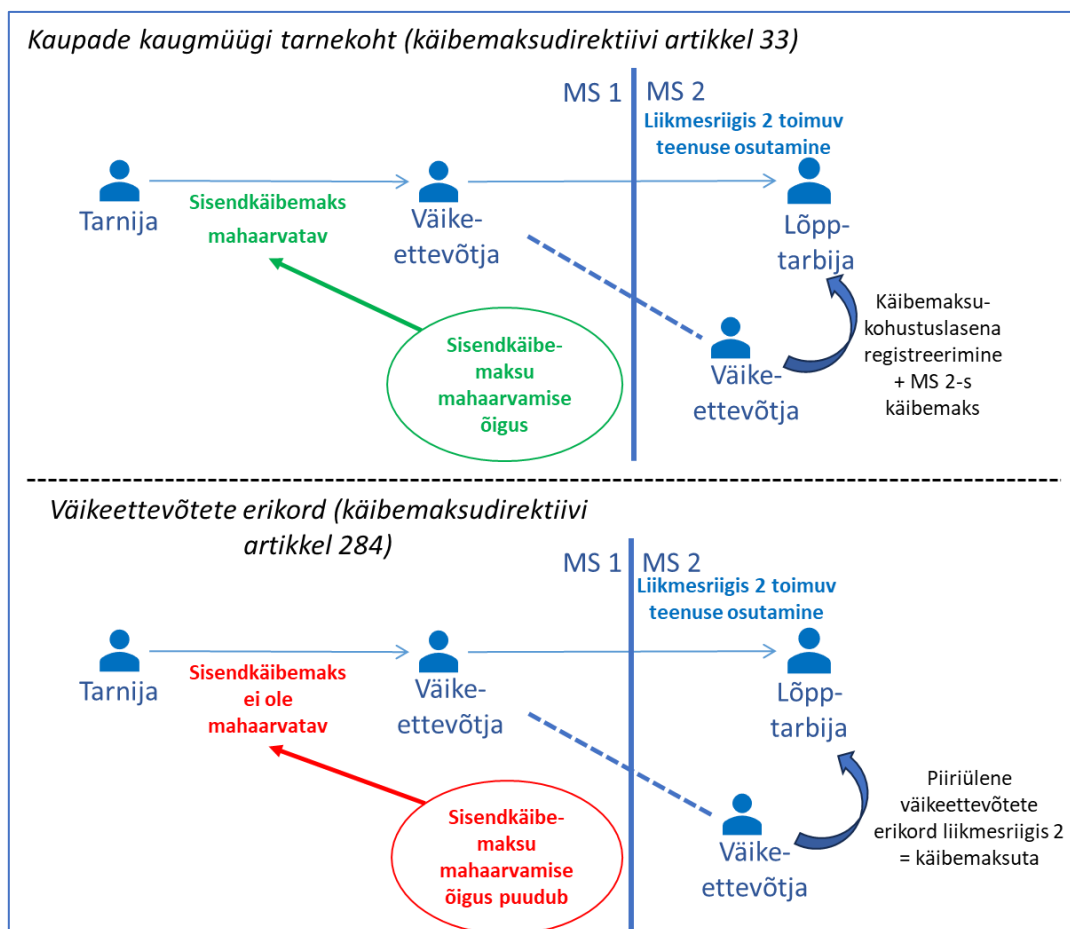 Kaupade kaugmüügi tarnekoht (käibemaksudirektiivi artikkel 33)
MS 1
MS 2
Liikmesriigis 2 toimuv
teenuse osutamine
Tarnija
Sisendkäibemaks
mahaarvatav
Väike-
ettevõtja
Lõpp-
tarbija
Sisendkäibe-
maksu
mahaarvamise
õigus
Väike-
ettevõtja
Käibemaksu-
kohustuslasena
registreerimine
+ MS 2-s
käibemaks
Väikeettevõtete erikord (käibemaksudirektiivi
artikkel 284)
MS 1
MS 2
Liikmesriigis 2 toimuv
teenuse osutamine
Tarnija
Sisendkäibemaks
ei ole
mahaarvatav
Väike-
ettevõtja
Lõpp-
tarbija
Sisendkäibe-
maksu
mahaarvamise
õigus puudub
Väike-
ettevõtja
Piiriülene
väikeettevõtete
erikord liikmesriigis 2
= käibemaksuta